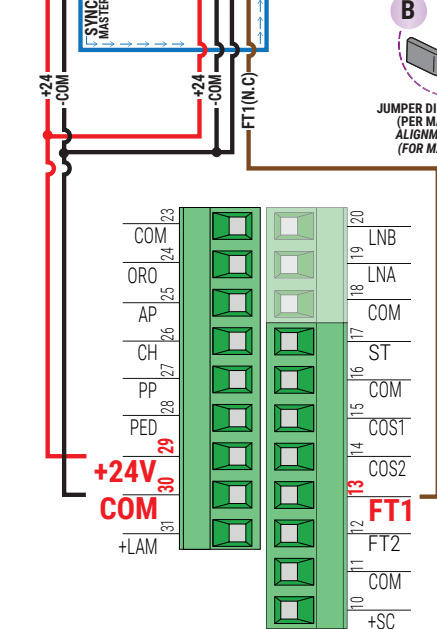 SYNC
MASTER
B
+24
-COM
+24
-COM
FT1(N.C)
JUMPER DI
(PER MA
ALIGNM
(FOR MA
23
COM
24
ORO
25
AP
26
CH
27
PP
28
PED
29
+24V
30
COM
31
+LAM
20
LNB
19
LNA
18
COM
17
ST
16
COM
15
COS1
14
COS2
13
FT1
12
FT2
11
COM
10
+SC